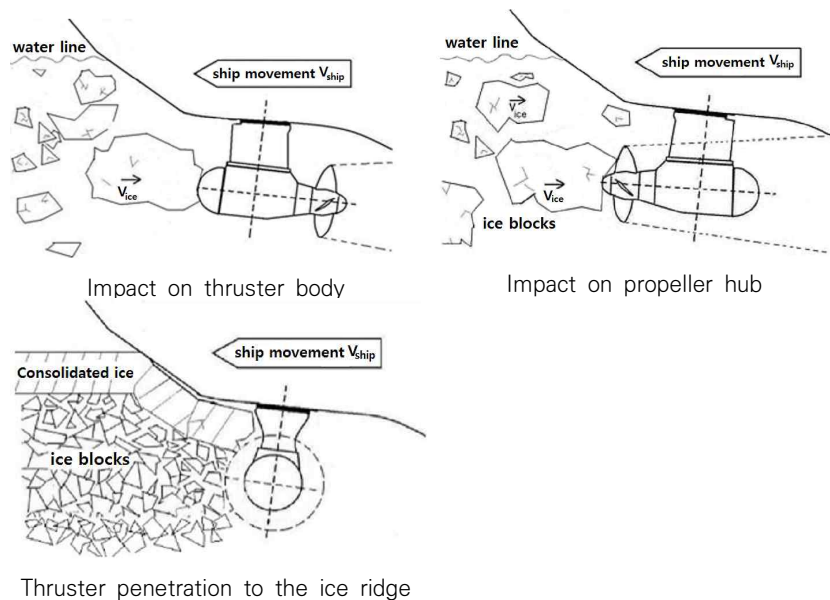 water line
ship movement Vship
Vice
Impact on thruster body
water line
ship movement Vship
Vice
Vice
ice blocks
Impact on propeller hub
ship movement Vship
Consolidated ice
ice blocks
Thruster penetration to the ice ridge